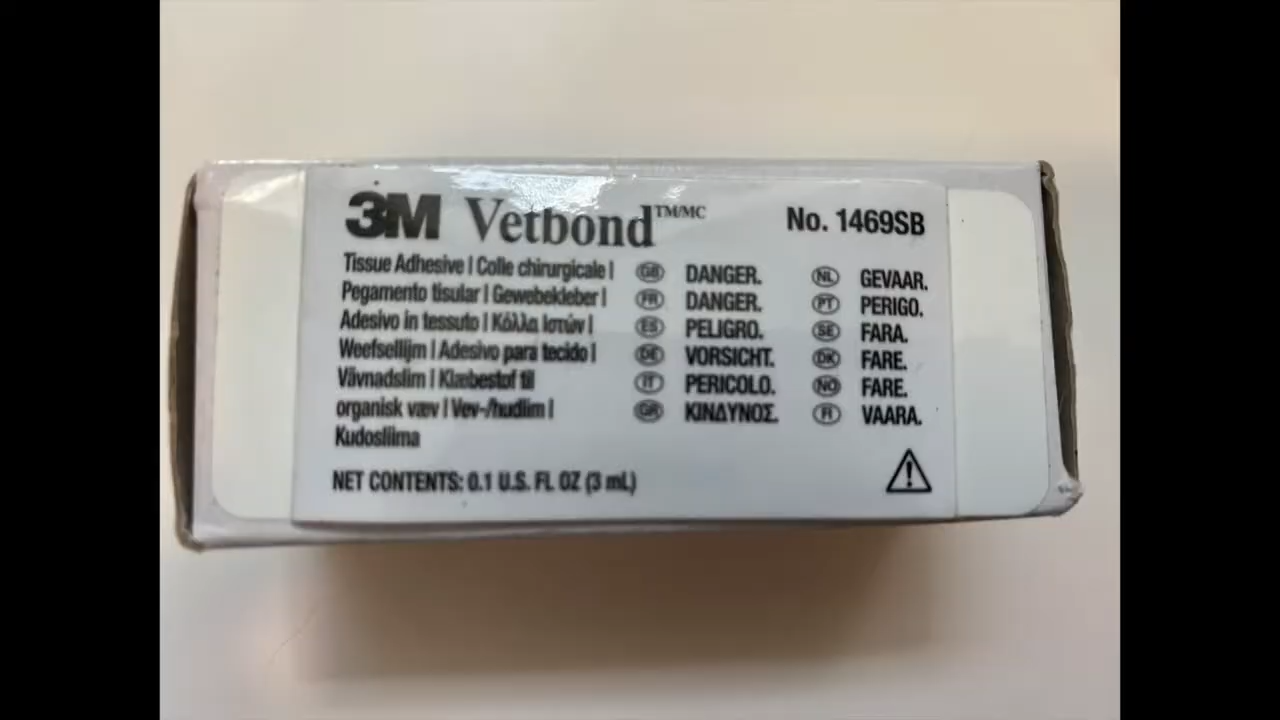 3M Vetbond TM/MC No. 1469SB
Tissue Adhesive | Colle chirurgicale |
Pegamento tisular | Gewebekleber |
Adesivo in tessuto | Κόλλα Ιστών |
Weefsellijm | Adesivo para tecido |
Vävnadslim | Klæbestof til
organisk væv | Vev-/hudlim |
Kudosliima
GB DANGER. NL GEVAAR.
FR DANGER. PT PERIGO.
ES PELIGRO. SE FARA.
DE VORSICHT. DK FARE.
IT PERICOLO. NO FARE.
GR ΚΙΝΔΥΝΟΣ. FI VAARA.
NET CONTENTS: 0.1 U.S. FL OZ (3 mL)